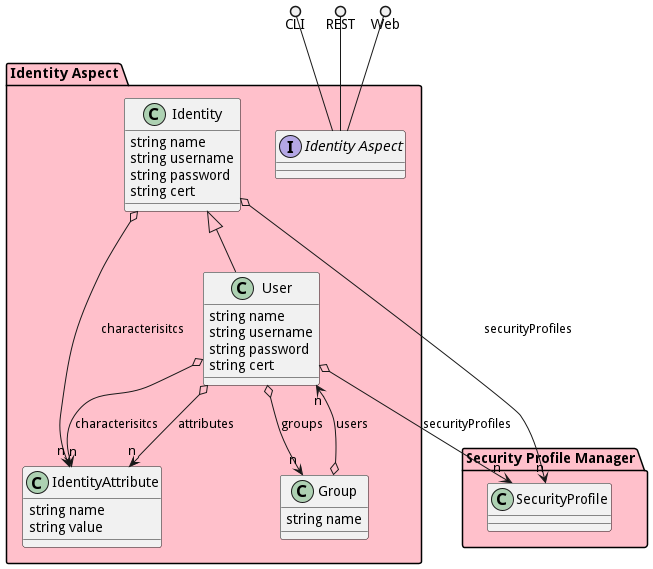 CLI
REST
Web
Identity Aspect
C Identity
string name
string username
string password
string cert
I Identity Aspect
C User
string name
string username
string password
string cert
characterisitcs
securityProfiles
characterisitcs
attributes
groups
users
securityProfiles
n
n
n
n
n
n
n
Security Profile Manager
C IdentityAttribute
string name
string value
C Group
string name
C SecurityProfile